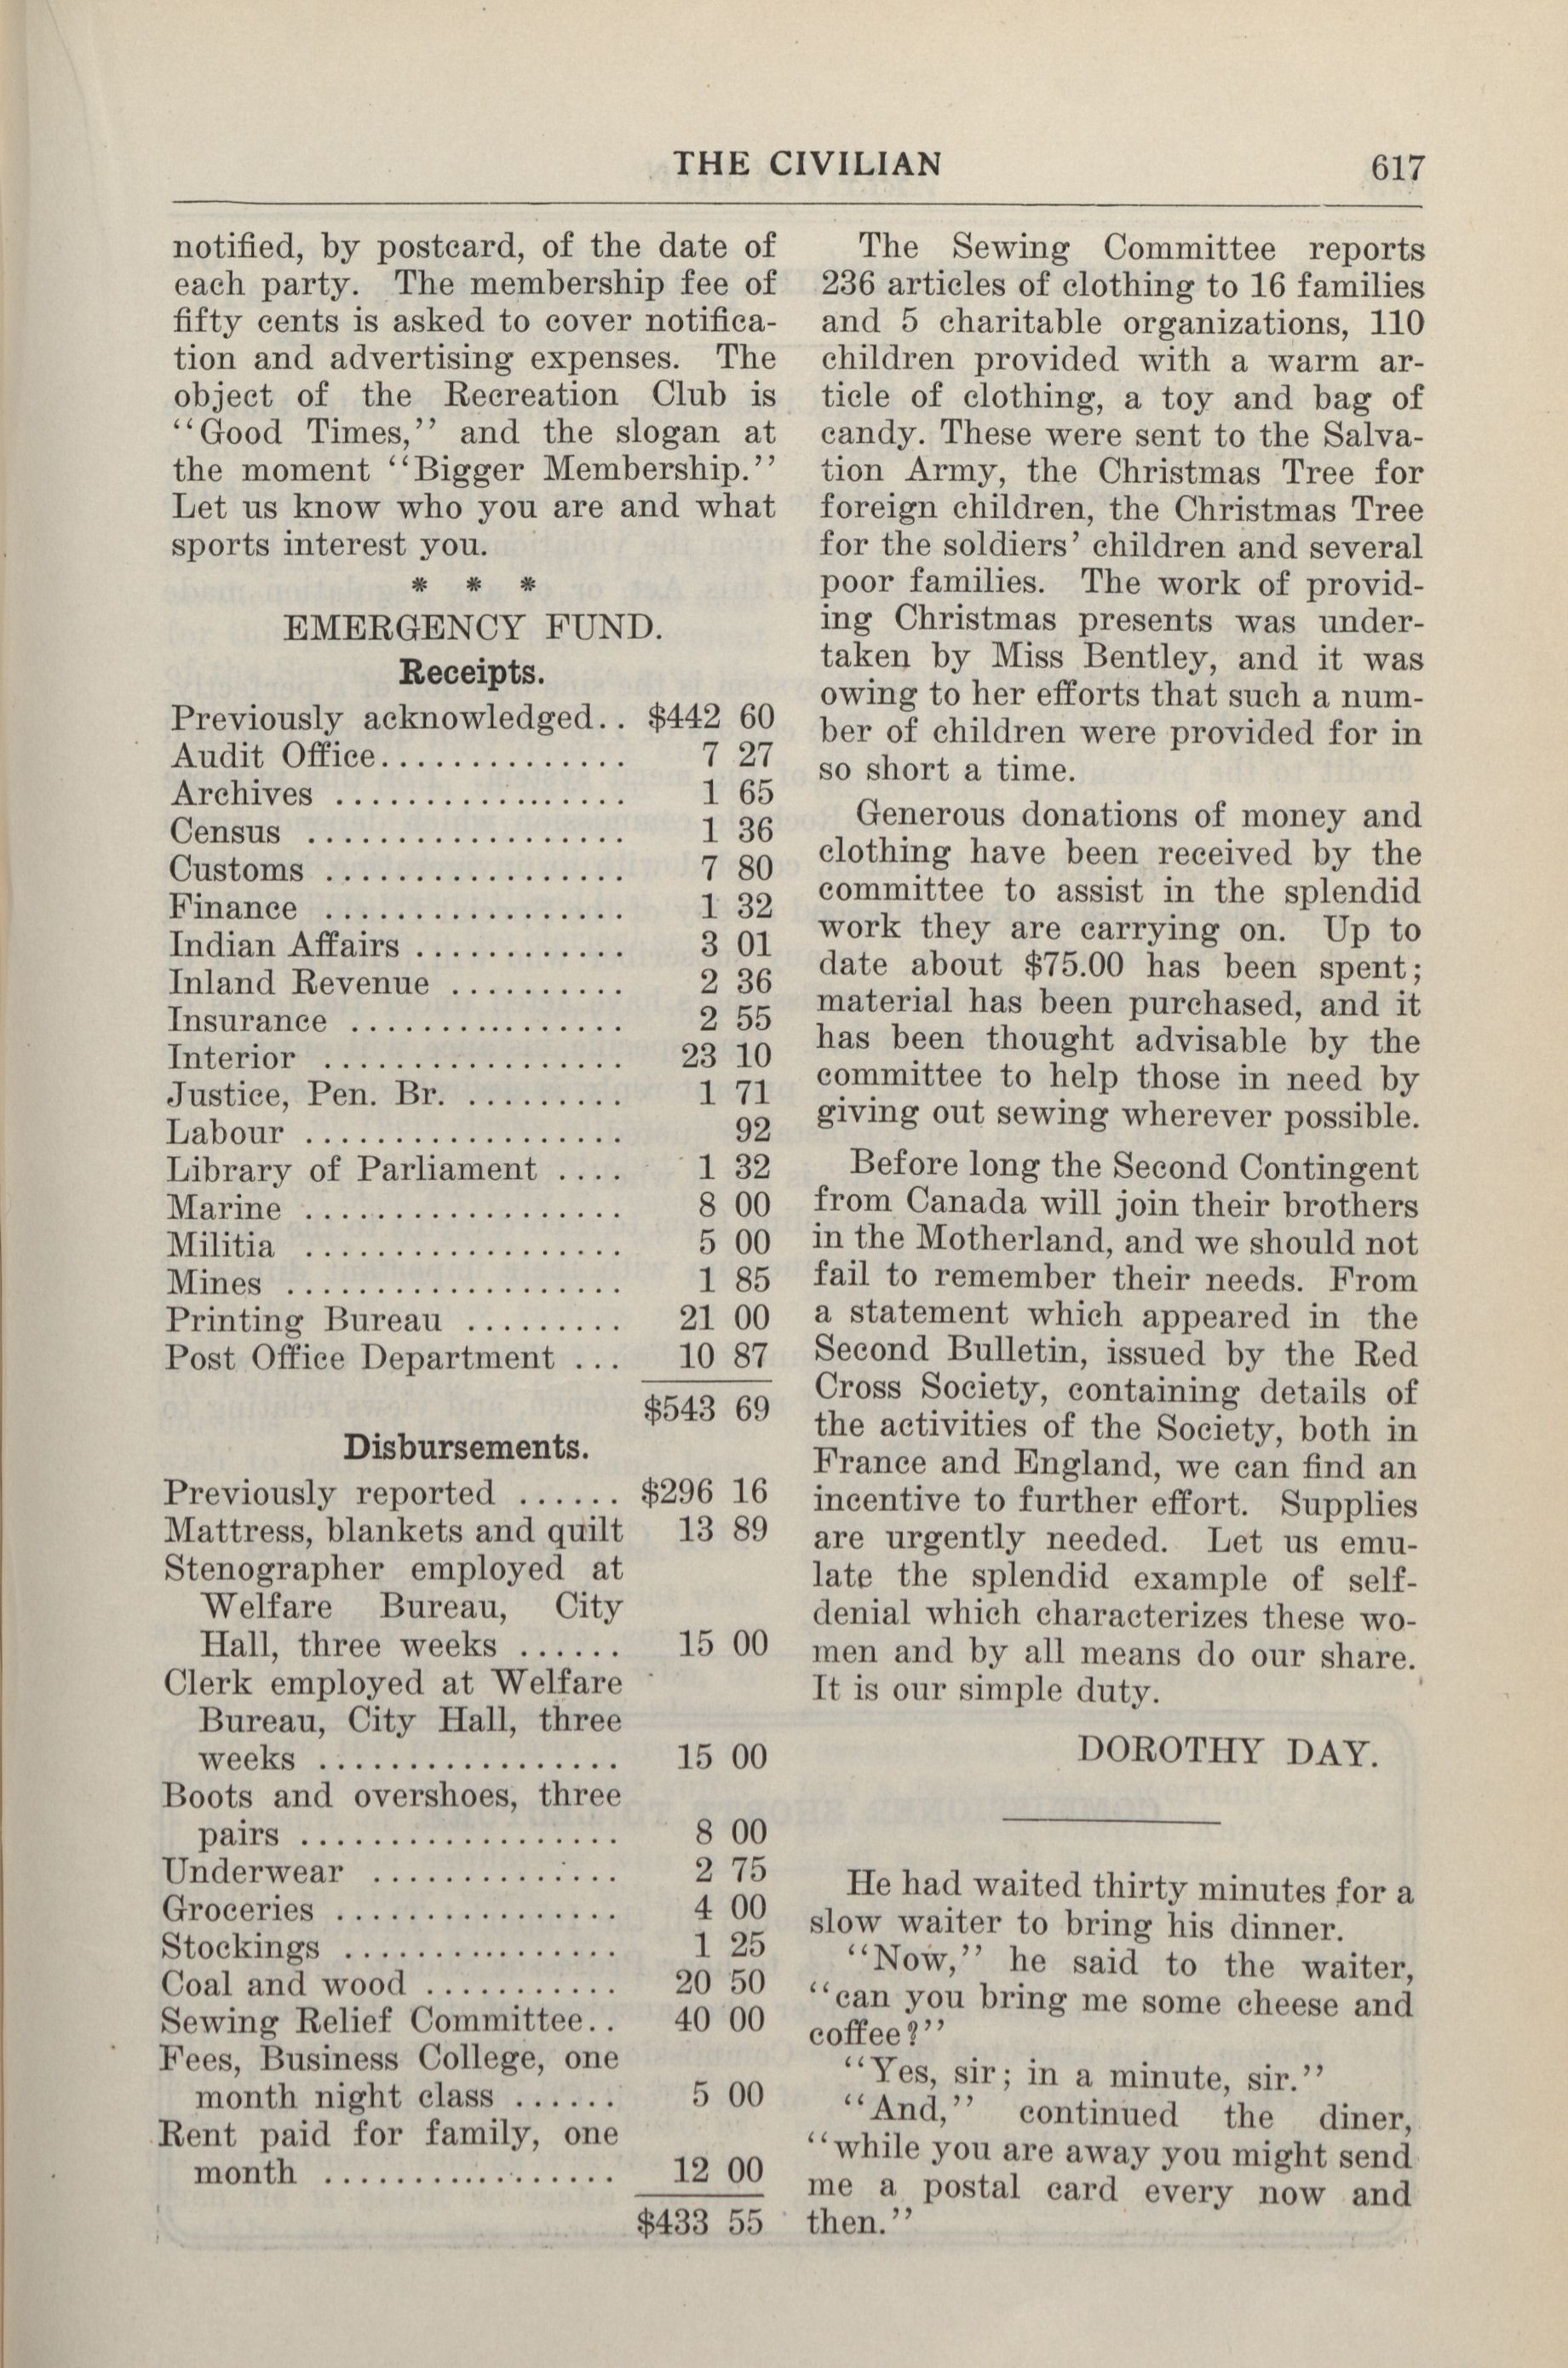 THE CIVILIAN
617
notified, by postcard, of the date of
each party. The membership fee of
fifty cents is asked to cover notifica-
tion and advertising expenses. The
object of the Recreation Club is
“Good Times,” and the slogan at
the moment “Bigger Membership.”
Let us know who you are and what
sports interest you.
* * *
EMERGENCY FUND.
Receipts.
Previously acknowledged.. $442 60
Audit Office.............. 7 27
Archives ................. 1 65
Census .................. 1 36
Customs ................. 7 80
Finance ................. 1 32
Indian Affairs ............ 3 01
Inland Revenue .......... 2 36
Insurance ................ 2 55
Interior ................. 23 10
Justice, Pen. Br. ......... 1 71
Labour .................. 92
Library of Parliament .... 1 32
Marine .................. 8 00
Militia .................. 5 00
Mines ................... 1 85
Printing Bureau ......... 21 00
Post Office Department ... 10 87
$543 69
Disbursements.
Previously reported ...... $296 16
Mattress, blankets and quilt 13 89
Stenographer employed at
Welfare Bureau, City
Hall, three weeks ...... 15 00
Clerk employed at Welfare
Bureau, City Hall, three
weeks ................. 15 00
Boots and overshoes, three
pairs .................. 8 00
Underwear .............. 2 75
Groceries ................ 4 00
Stockings ................ 1 25
Coal and wood ........... 20 50
Sewing Relief Committee.. 40 00
Fees, Business College, one
month night class ...... 5 00
Rent paid for family, one
month ................. 12 00
$433 55
The Sewing Committee reports
236 articles of clothing to 16 families
and 5 charitable organizations, 110
children provided with a warm ar-
ticle of clothing, a toy and bag of
candy. These were sent to the Salva-
tion Army, the Christmas Tree for
foreign children, the Christmas Tree
for the soldiers’ children and several
poor families. The work of provid-
ing Christmas presents was under-
taken by Miss Bentley, and it was
owing to her efforts that such a num-
ber of children were provided for in
so short a time.
Generous donations of money and
clothing have been received by the
committee to assist in the splendid
work they are carrying on. Up to
date about $75.00 has been spent;
material has been purchased, and it
has been thought advisable by the
committee to help those in need by
giving out sewing wherever possible.
Before long the Second Contingent
from Canada will join their brothers
in the Motherland, and we should not
fail to remember their needs. From
a statement which appeared in the
Second Bulletin, issued by the Red
Cross Society, containing details of
the activities of the Society, both in
France and England, we can find an
incentive to further effort. Supplies
are urgently needed. Let us emu-
late the splendid example of self-
denial which characterizes these wo-
men and by all means do our share.
It is our simple duty.
DOROTHY DAY.
He had waited thirty minutes for a
slow waiter to bring his dinner.
“Now,” he said to the waiter,
“can you bring me some cheese and
coffee?”
“Yes, sir; in a minute, sir.”
“And,” continued the diner,
“while you are away you might send
me a postal card every now and
then.”